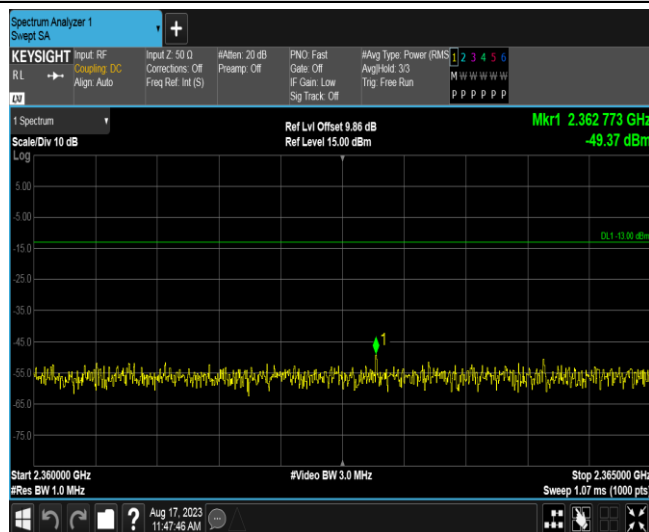 Spectrum Analyzer 1
Swept SA
+
KEYSIGHT Input: RF Input Z: 50 Ω #Atten: 20 dB PNO: Fast #Avg Type: Power (RMS 1 2 3 4 5 6
RL Coupling: DC Corrections: Off Preamp: Off Gate: Off Avg|Hold: 3/3 M W W W W W
Align: Auto Freq Ref: Int (S) IF Gain: Low Trig: Free Run
LXI Sig Track: Off P P P P P P
1 Spectrum Ref Lvl Offset 9.86 dB Mkr1 2.362 773 GHz
Scale/Div 10 dB Ref Level 15.00 dBm -49.37 dBm
Log
5.00
-5.00
DL1 -13.00 dBm
-15.0
-25.0
-35.0
1
-45.0
-55.0
-65.0
-75.0
Start 2.360000 GHz #Video BW 3.0 MHz Stop 2.365000 GHz
#Res BW 1.0 MHz Sweep 1.07 ms (1000 pts)
? Aug 17, 2023
11:47:46 AM